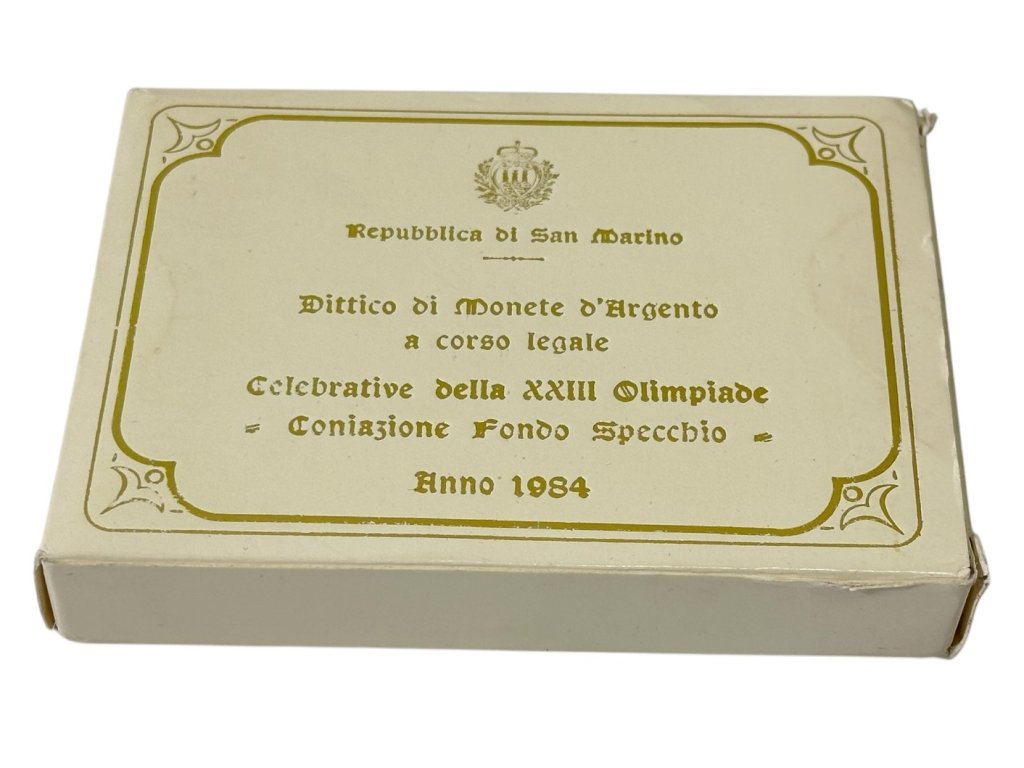 Repubblica di San Marino
Dittico di Monete d'Argento
a corso legale
Celebrative della XXIII Olimpiade
Coniazione Fondo Specchio
Anno 1984